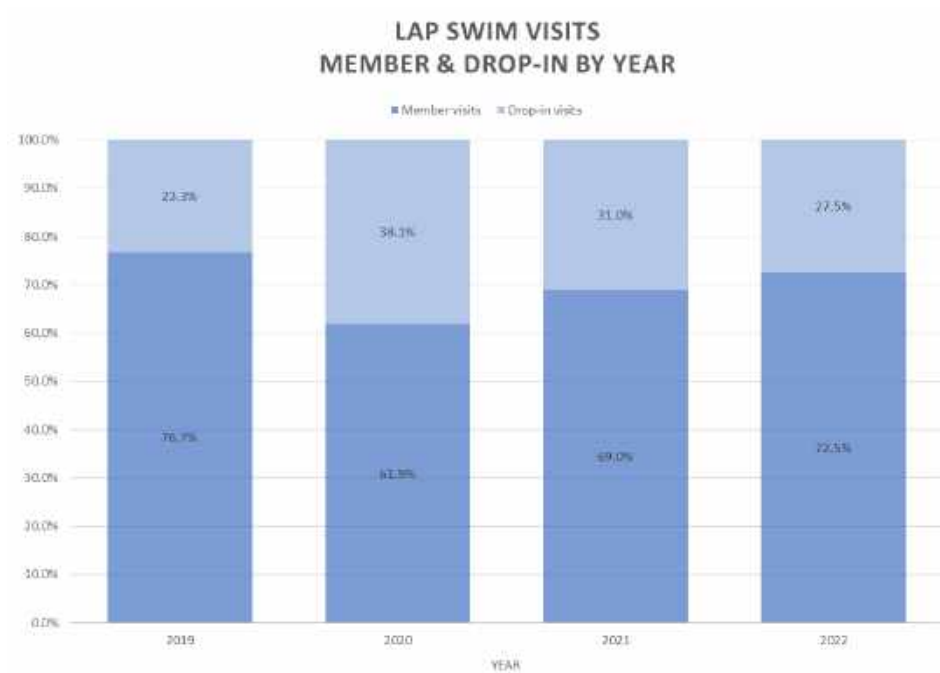 LAP SWIM VISITS
MEMBER & DROP-IN BY YEAR
Member visits Drop-in visits
100.0%
90.0%
80.0%
70.0%
60.0%
50.0%
40.0%
30.0%
20.0%
10.0%
0.0%
22.3% 38.1% 31.0% 27.5%
76.7% 61.9% 69.0% 72.5%
2019 2020 2021 2022
YEAR